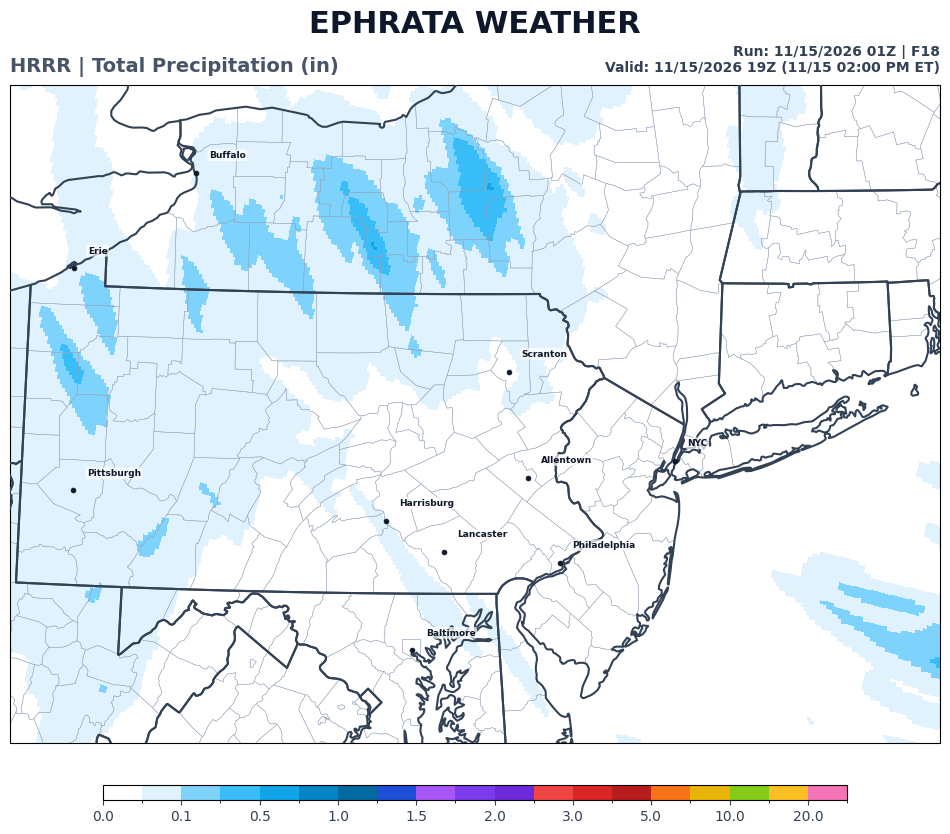 EPHRATA WEATHER
HRRR | Total Precipitation (in)
Run: 11/15/2026 01Z | F18
Valid: 11/15/2026 19Z (11/15 02:00 PM ET)
Buffalo
Erie
Scranton
NYC
Allentown
Pittsburgh
Harrisburg
Lancaster
Philadelphia
Baltimore
0.0 0.1 0.5 1.0 1.5 2.0 3.0 5.0 10.0 20.0